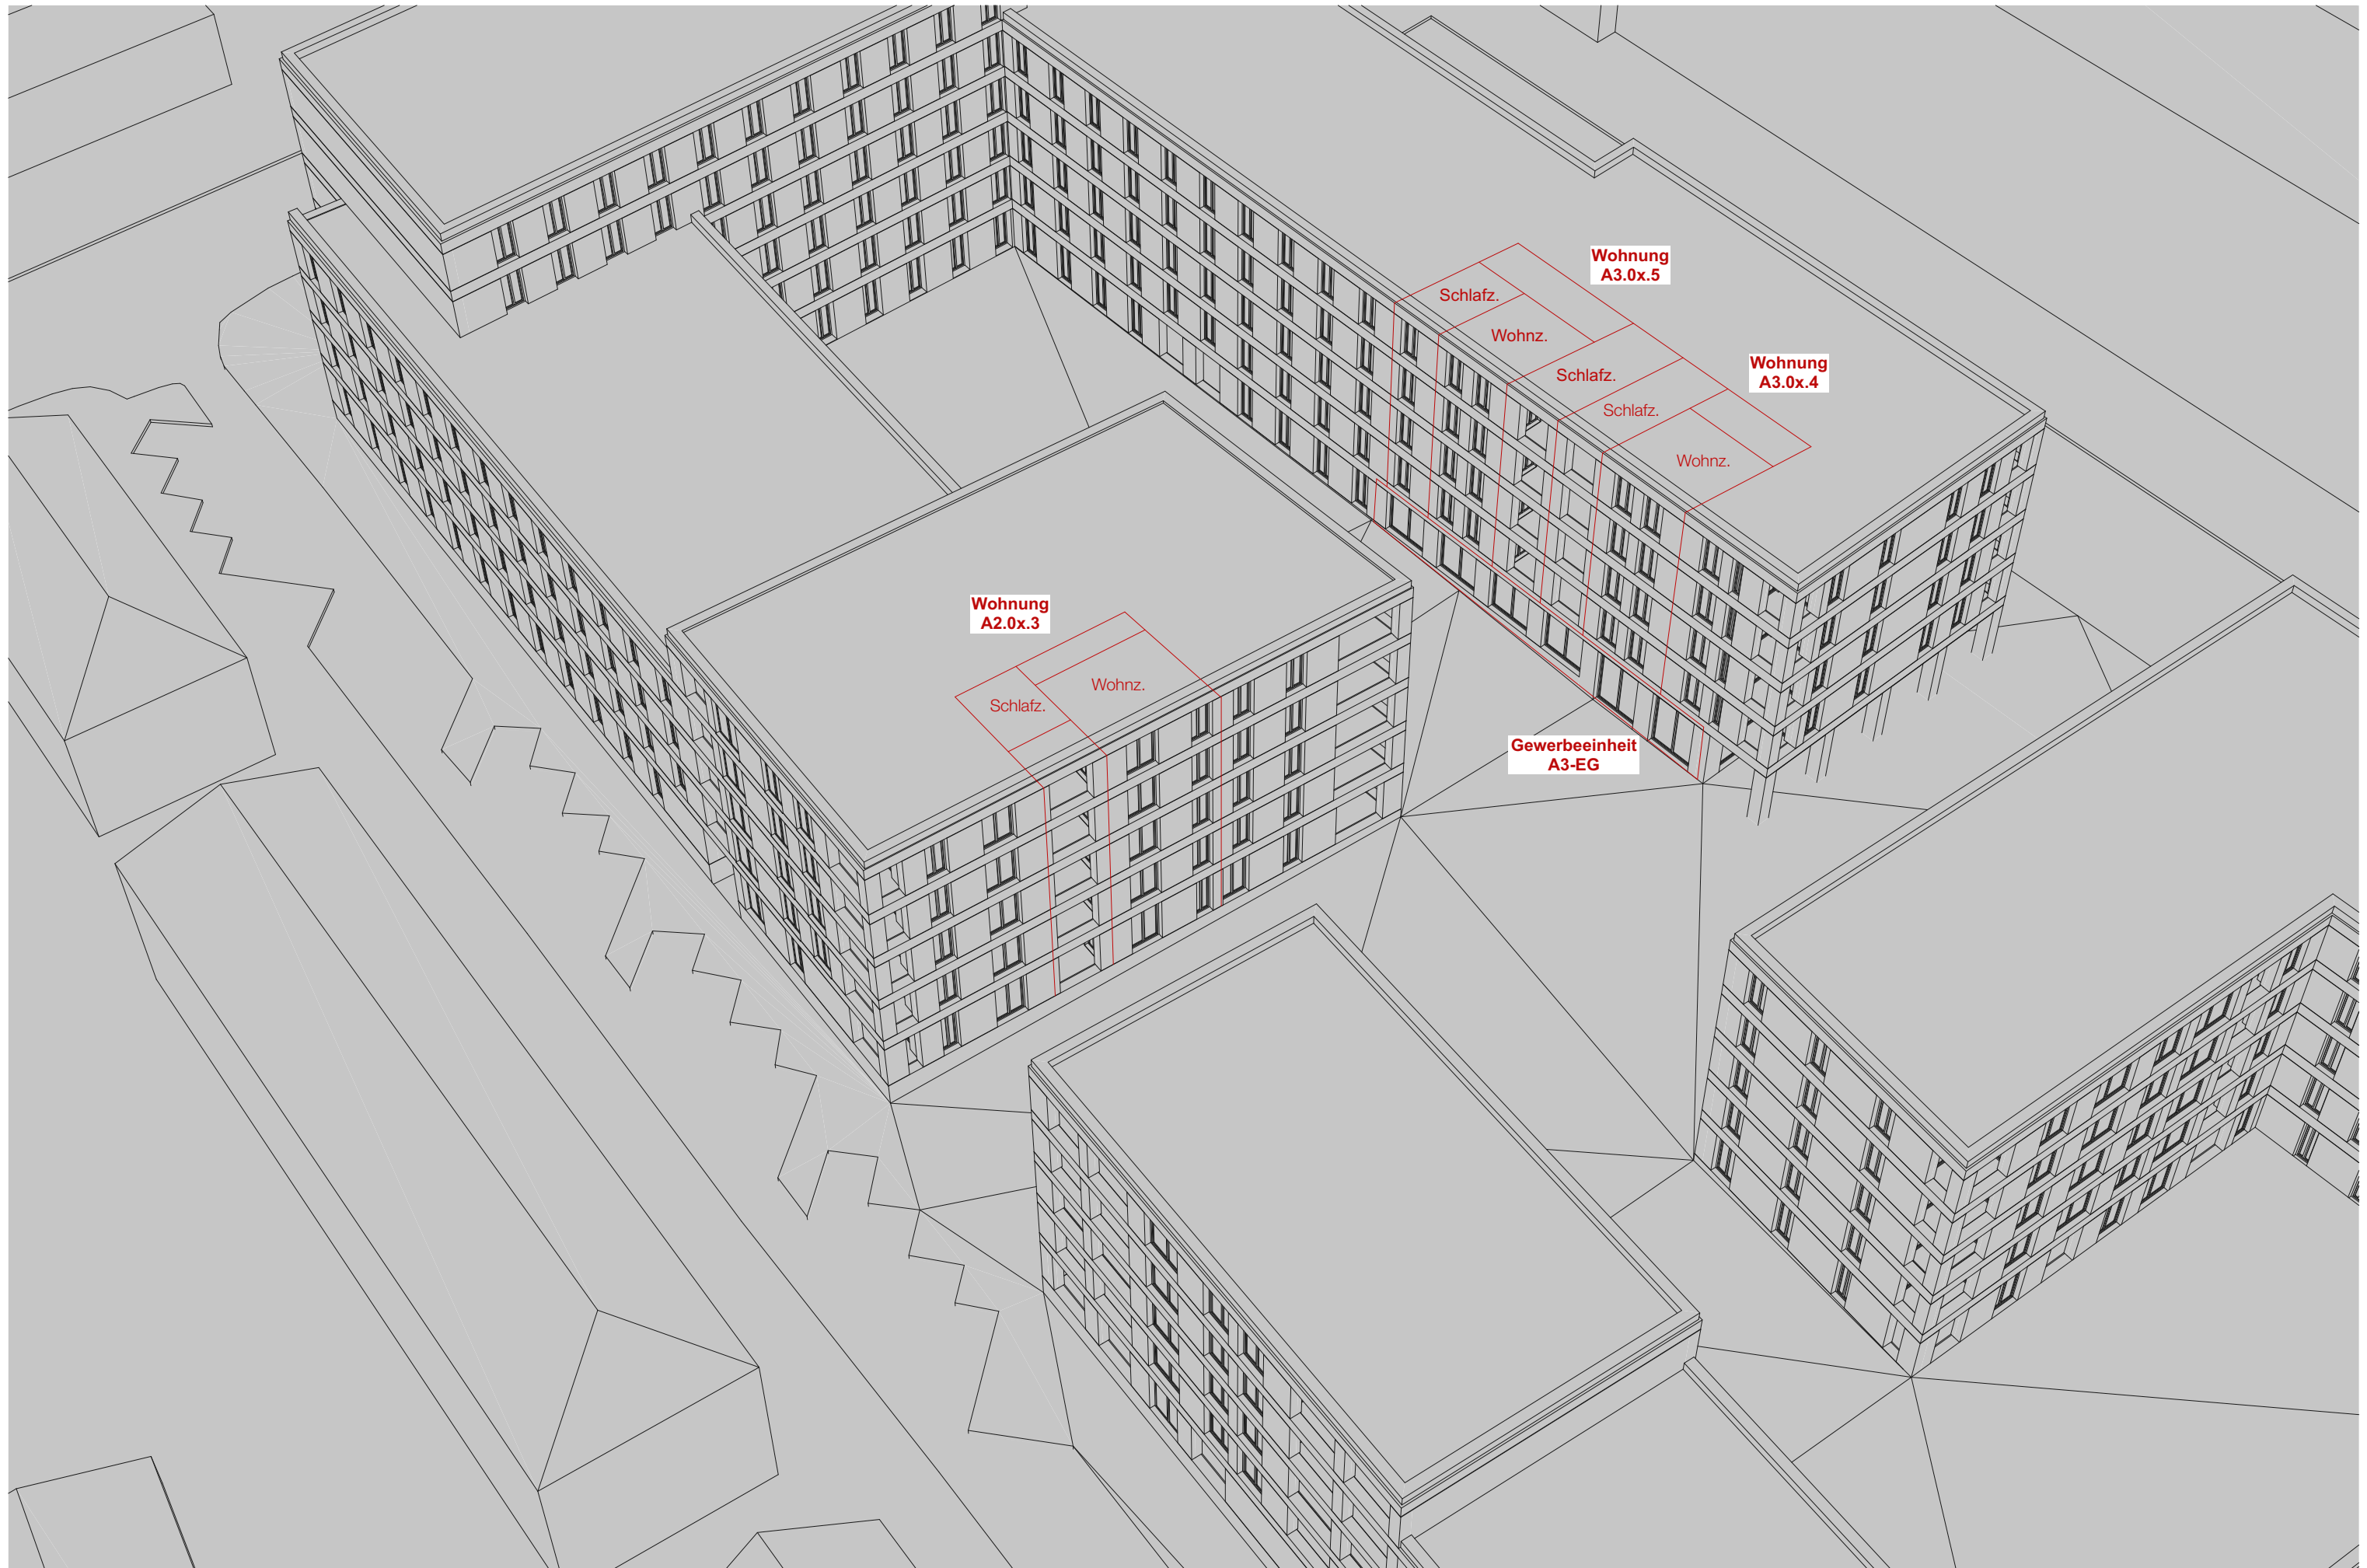 Wohnung
A3.0x.5
Schlafz.
Wohnz.
Schlafz.
Wohnung
A3.0x.4
Schlafz.
Wohnz.
Wohnung
A2.0x.3
Wohnz.
Schlafz.
Gewerbeeinheit
A3-EG